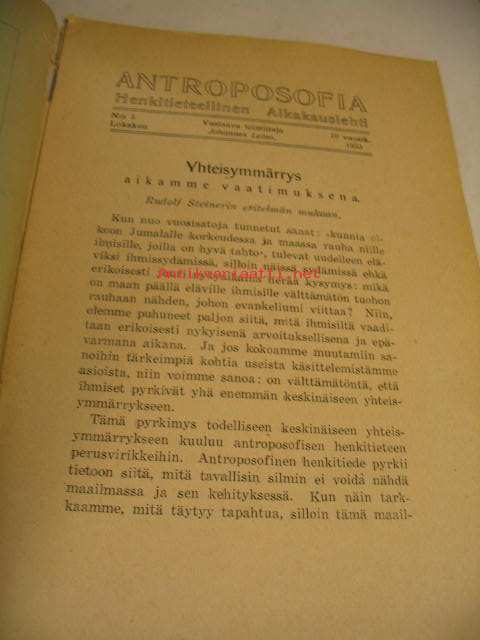 ANTROPOSOFIA
Henkitieteellinen Aikakauslehti
N:o 5 Vastaava toimittaja 10 vuosik.
Lokakuu Johannes Leino. 1933
Yhteisymmärrys
aikamme vaatimuksena.
Rudolf Steinerin esitelmän mukaan.
Kun nuo vuosisatoja tunnetut sanat: »kunnia ol-
koon Jumalalle korkeudessa ja maassa rauha niille
ihmisille, joilla on hyvä tahto», tulevat uudelleen elä-
viksi ihmissydämissä, silloin näissä sydämissä ehkä
erikoisesti herää kysymys: mikä
on maan päällä eläville ihmisille välttämätön tuohon
rauhaan nähden, johon evankeliumi viittaa? Niin,
olemme puhuneet paljon siitä, mitä ihmisiltä vaadi-
taan erikoisesti nykyisenä arvoituksellisena ja epä-
varmana aikana. Ja jos kokoamme muutamiin sa-
noihin tärkeimpiä kohtia useista käsittelemistämme
asioista, niin voimme sanoa: on välttämätöntä, että
ihmiset pyrkivät yhä enemmän keskinäiseen yhteis-
ymmärrykseen.
Tämä pyrkimys todelliseen keskinäiseen yhteis-
ymmärrykseen kuuluu antroposofisen henkitieteen
perusvirikkeihin. Antroposofinen henkitiede pyrkii
tietoon siitä, mitä tavallisin silmin ei voida nähdä
maailmassa ja sen kehityksessä. Kun näin tark-
kaamme, mitä täytyy tapahtua, silloin tämä maail-